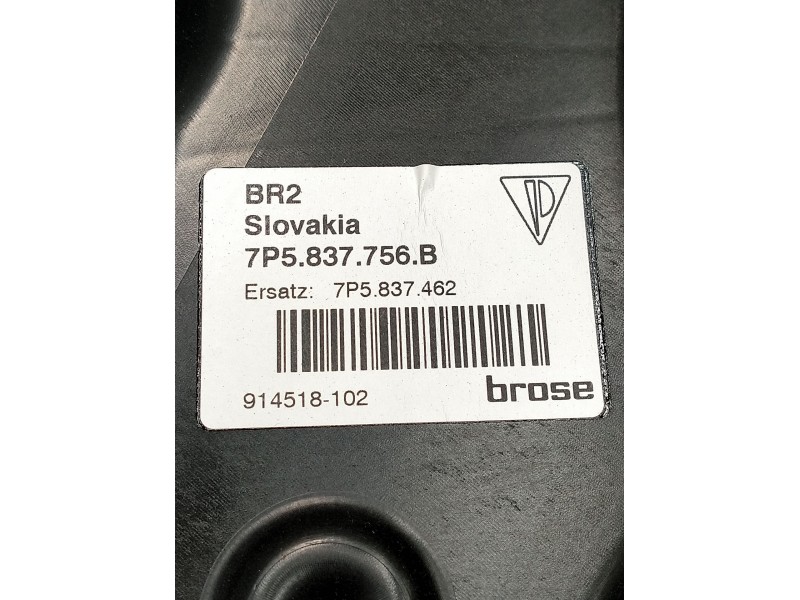 BR2
Slovakia
7P5.837.756.B
Ersatz: 7P5.837.462
914518-102
brose